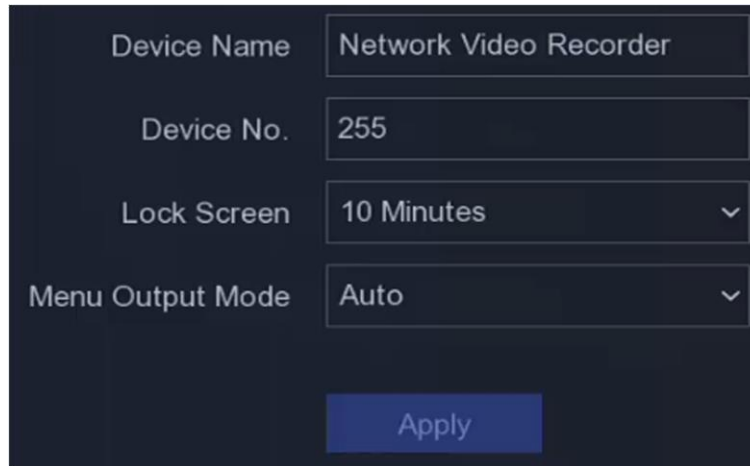 Device Name Network Video Recorder
Device No. 255
Lock Screen 10 Minutes
Menu Output Mode Auto
Apply